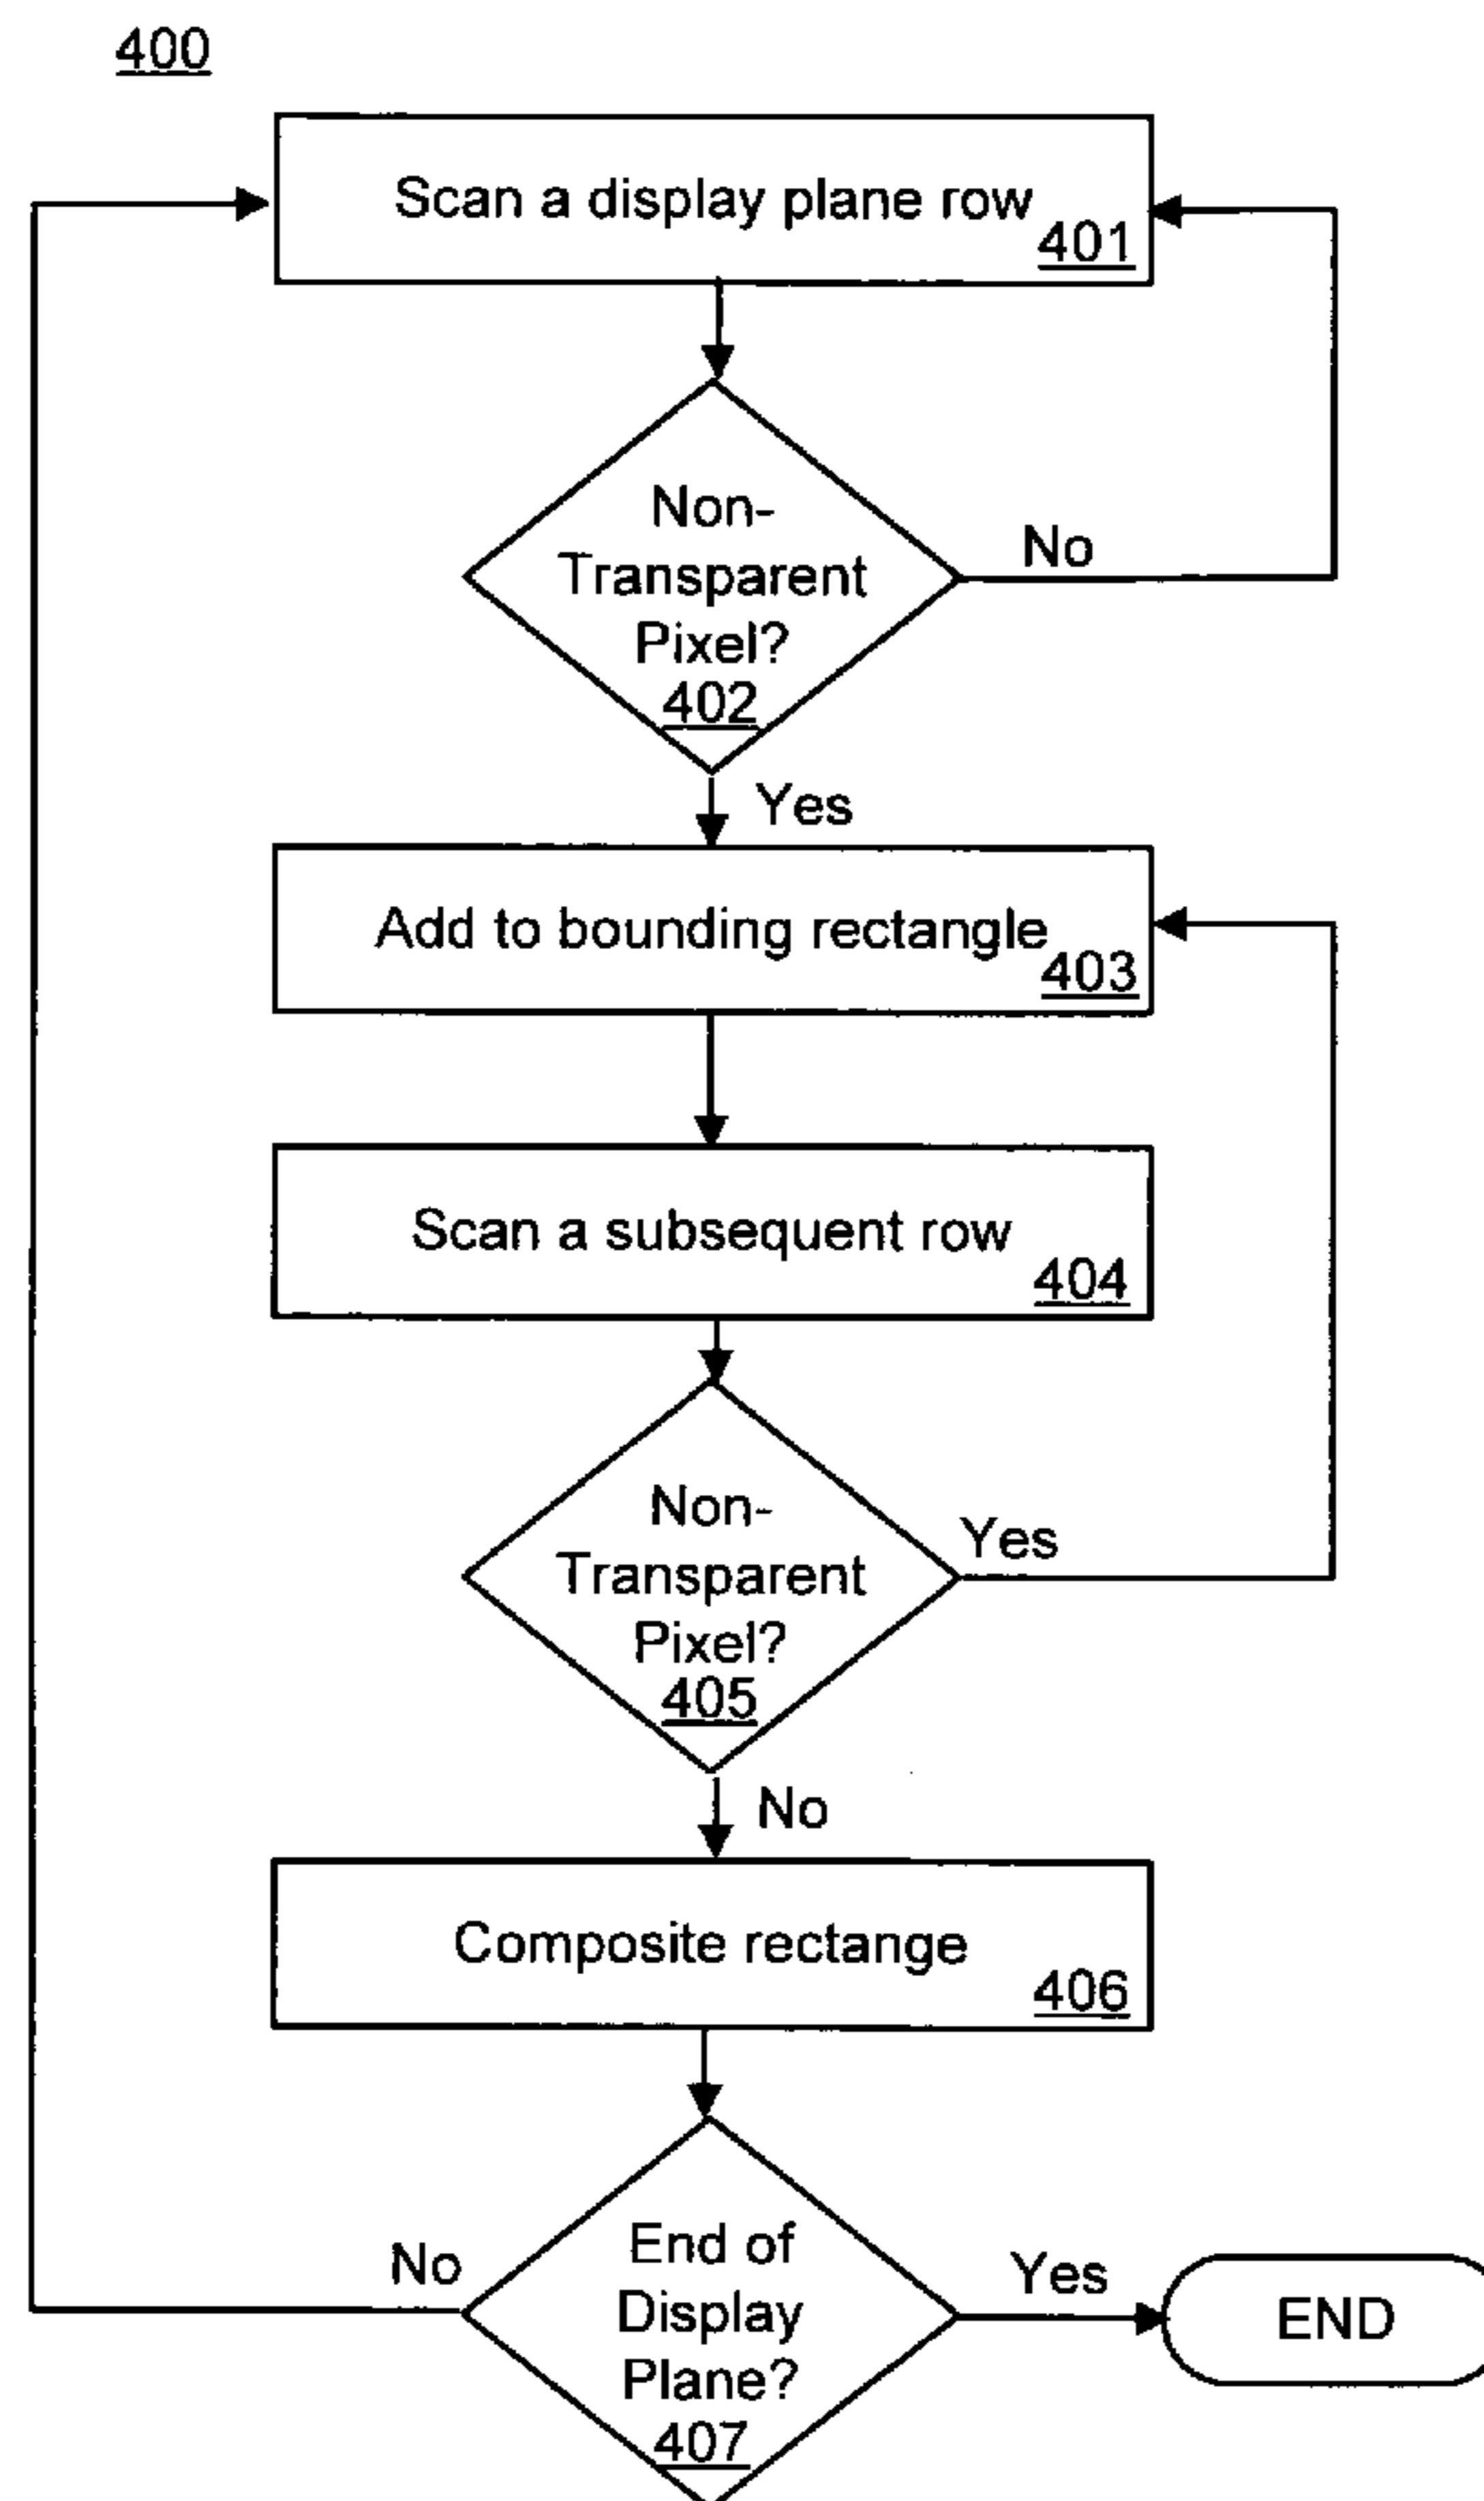 400
Scan a display plane row
401
Non-
Transparent
Pixel?
402
No
Yes
Add to bounding rectangle
403
Scan a subsequent row
404
Non-
Transparent
Pixel?
405
Yes
No
Composite rectange
406
End of
Display
Plane?
407
No
Yes
END